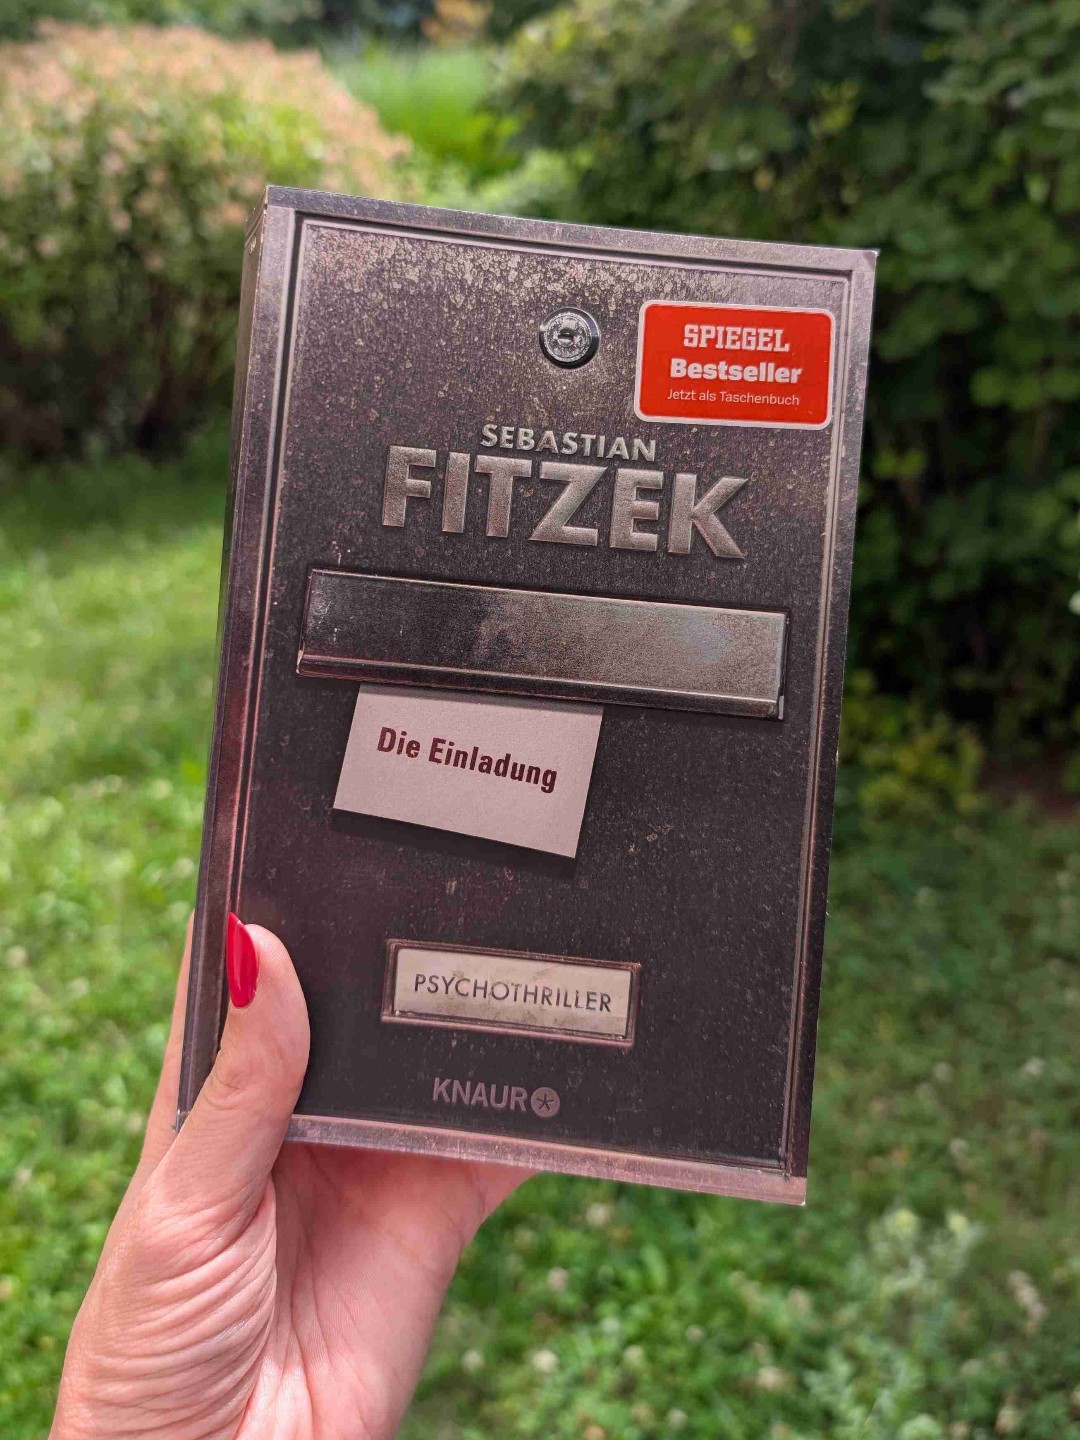 SPIEGEL
Bestseller
Jetzt als Taschenbuch
SEBASTIAN
FITZEK
Die Einladung
PSYCHOTHRILLER
KNAUR